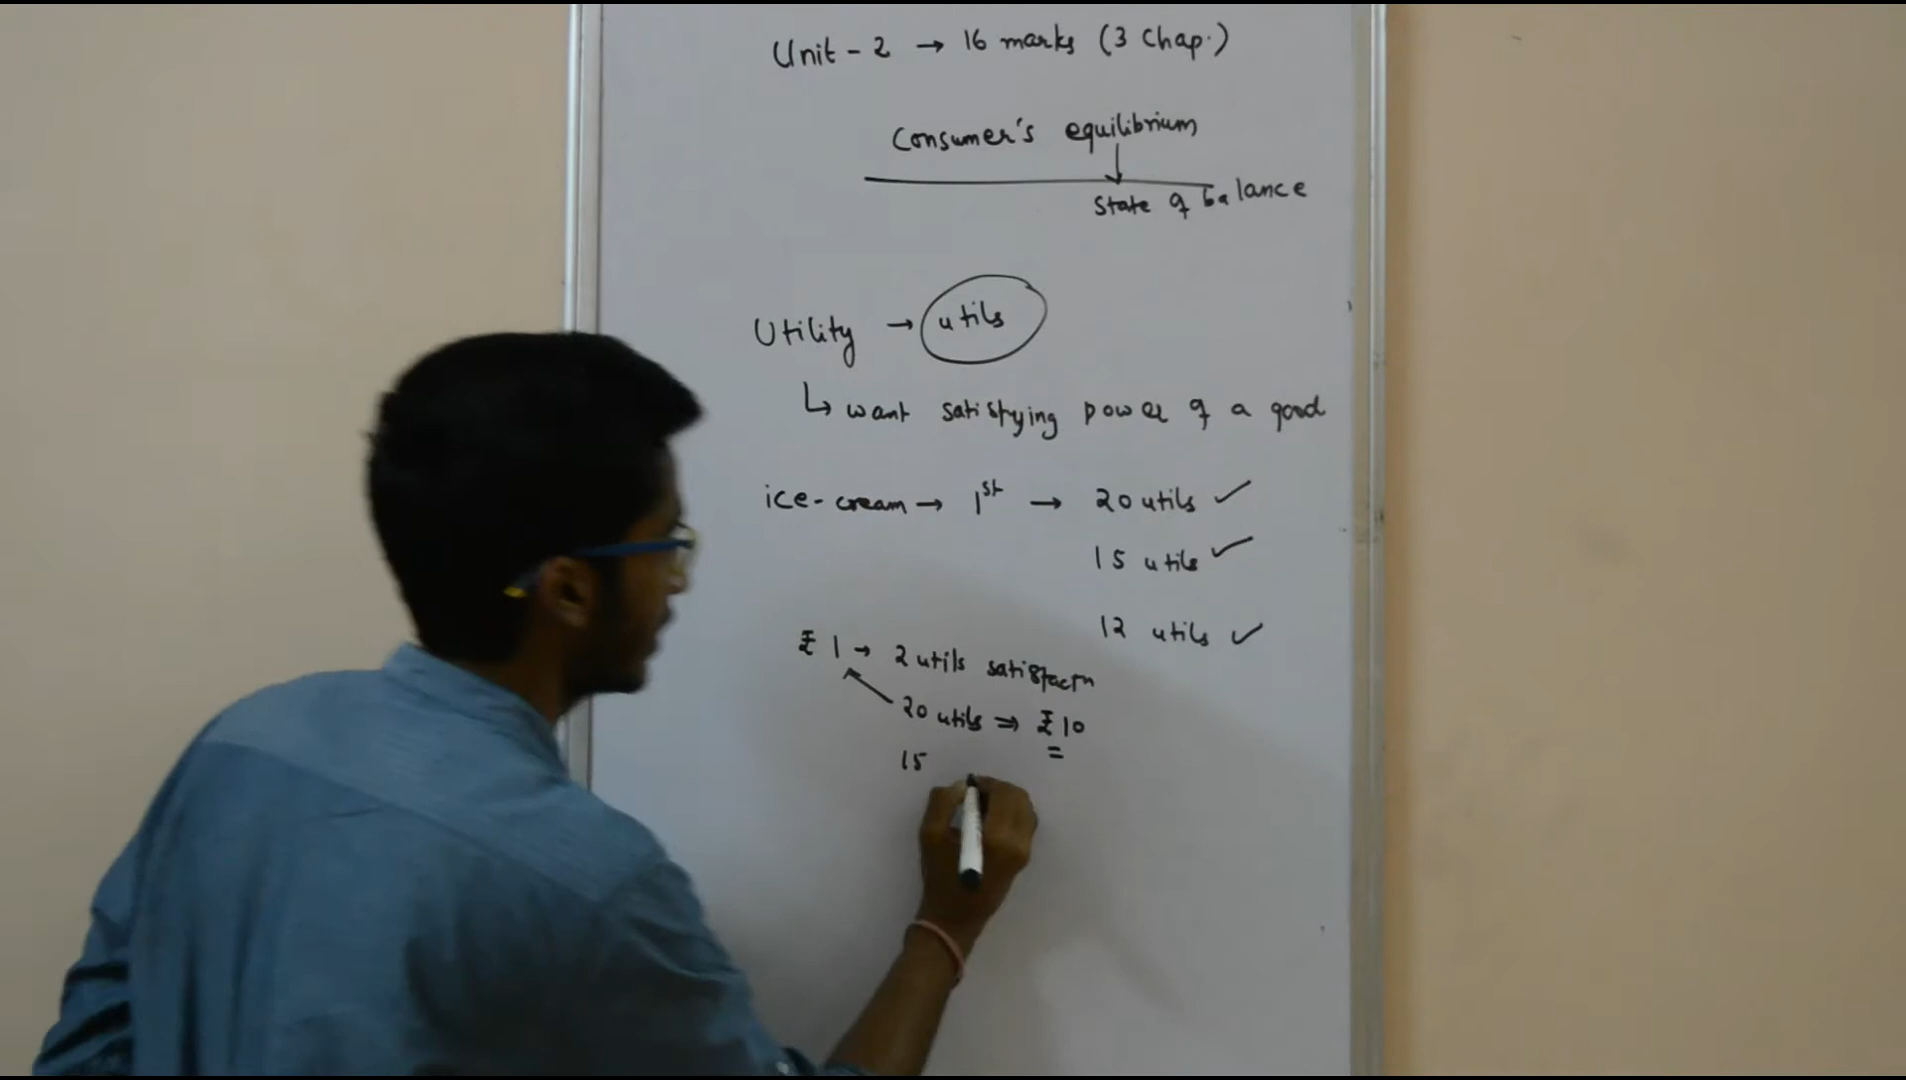 Unit - 2 → 16 marks (3 Chap.)
Consumer's equilibrium
State of balance
Utility → utils
↳ want satisfying power of a good
ice-cream → 1st → 20 utils ✓
15 utils ✓
12 utils ✓
₹ 1 → 2 utils satisfactn
20 utils ⇒ ₹10
15